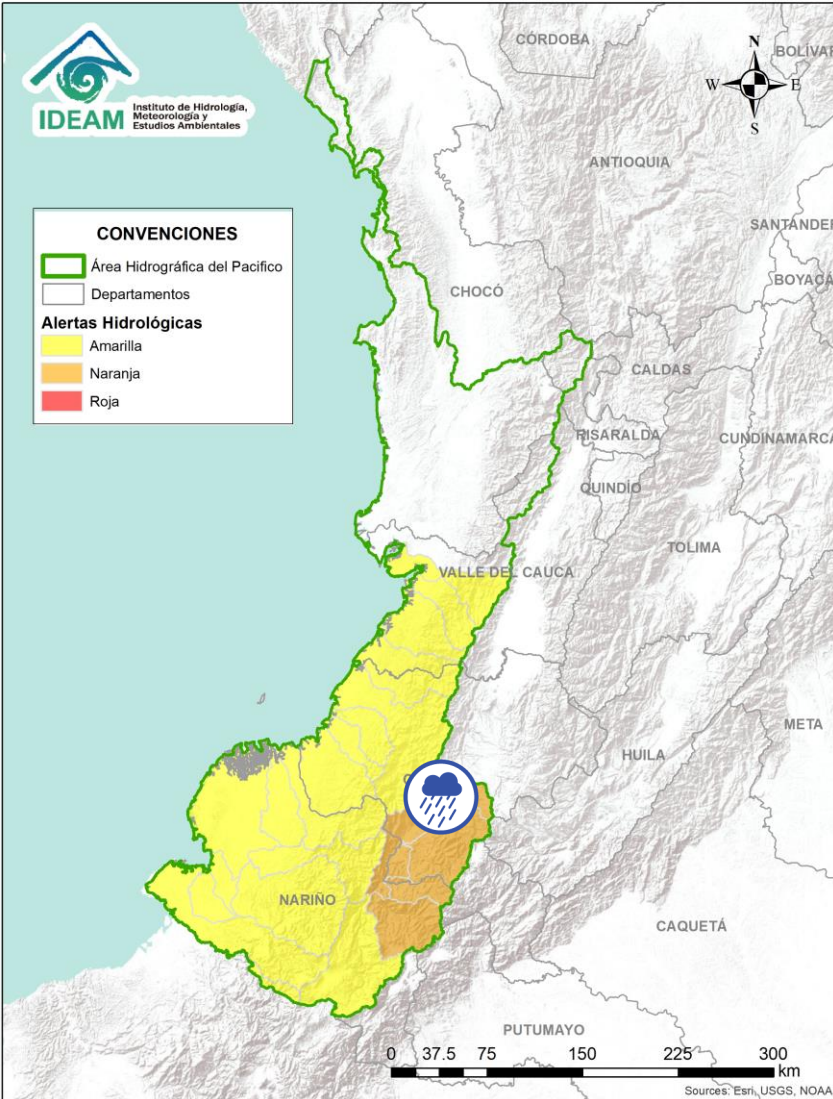 IDEAM
Instituto de Hidrología,
Meteorología y
Estudios Ambientales
CÓRDOBA
BOLÍVAR
N
W
E
S
ANTIOQUIA
SANTANDER
BOYACÁ
CONVENCIONES
Área Hidrográfica del Pacifico
Departamentos
Alertas Hidrológicas
Amarilla
Naranja
Roja
CHOCÓ
CALDAS
RISARALDA
CUNDINAMARCA
QUINDÍO
TOLIMA
VALLE DEL CAUCA
META
HUILA
NARIÑO
CAQUETÁ
PUTUMAYO
0 37.5 75 150 225 300
km
Sources: Esri, USGS, NOAA